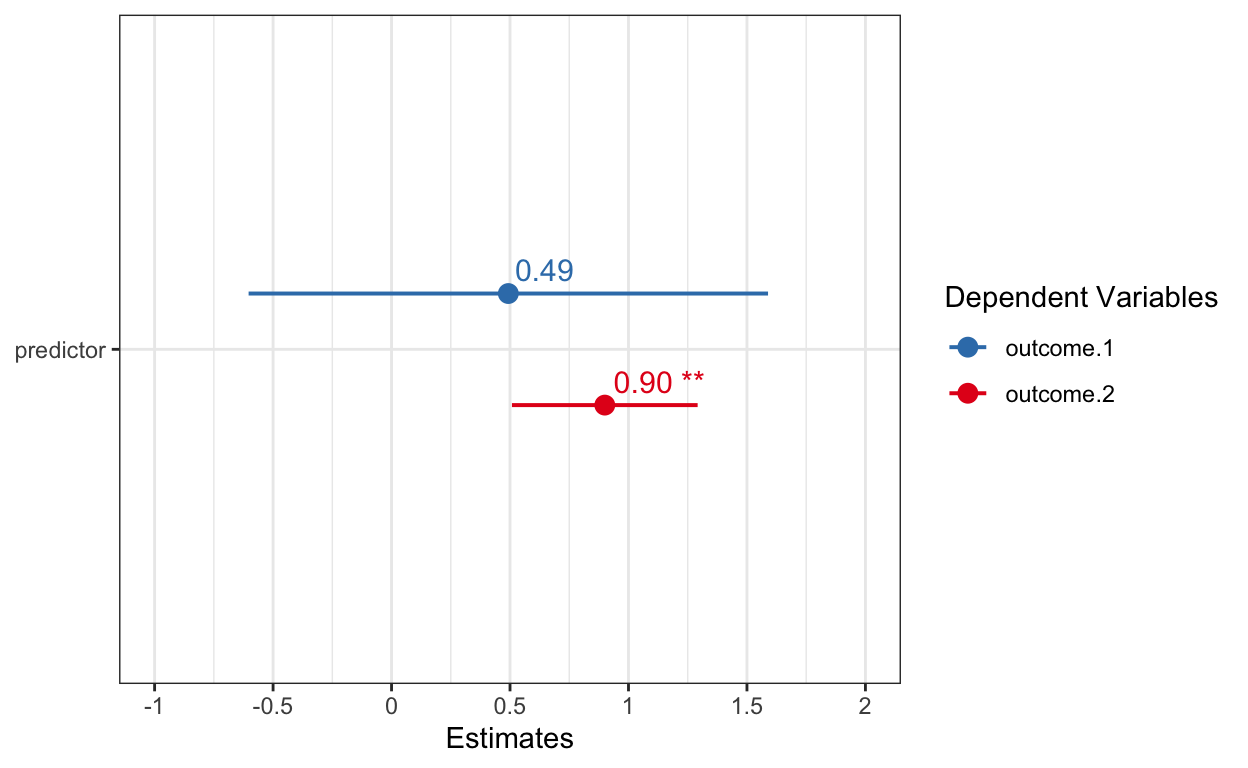 0.49
predictor
0.90 **
-1
-0.5
0
0.5
1
1.5
2
Estimates
Dependent Variables
outcome.1
outcome.2